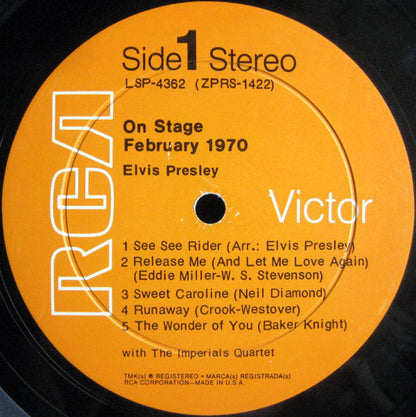 Side 1 Stereo
LSP-4362 (ZPRS-1422)
On Stage
February 1970
Elvis Presley
RCA
Victor
1 See See Rider (Arr.: Elvis Presley)
2 Release Me (And Let Me Love Again)
(Eddie Miller-W. S. Stevenson)
3 Sweet Caroline (Neil Diamond)
4 Runaway (Crook-Westover)
5 The Wonder of You (Baker Knight)
with The Imperials Quartet
TMK(s) ® REGISTERED • MARCA(s) REGISTRADA(s)
RCA CORPORATION—MADE IN U.S.A.